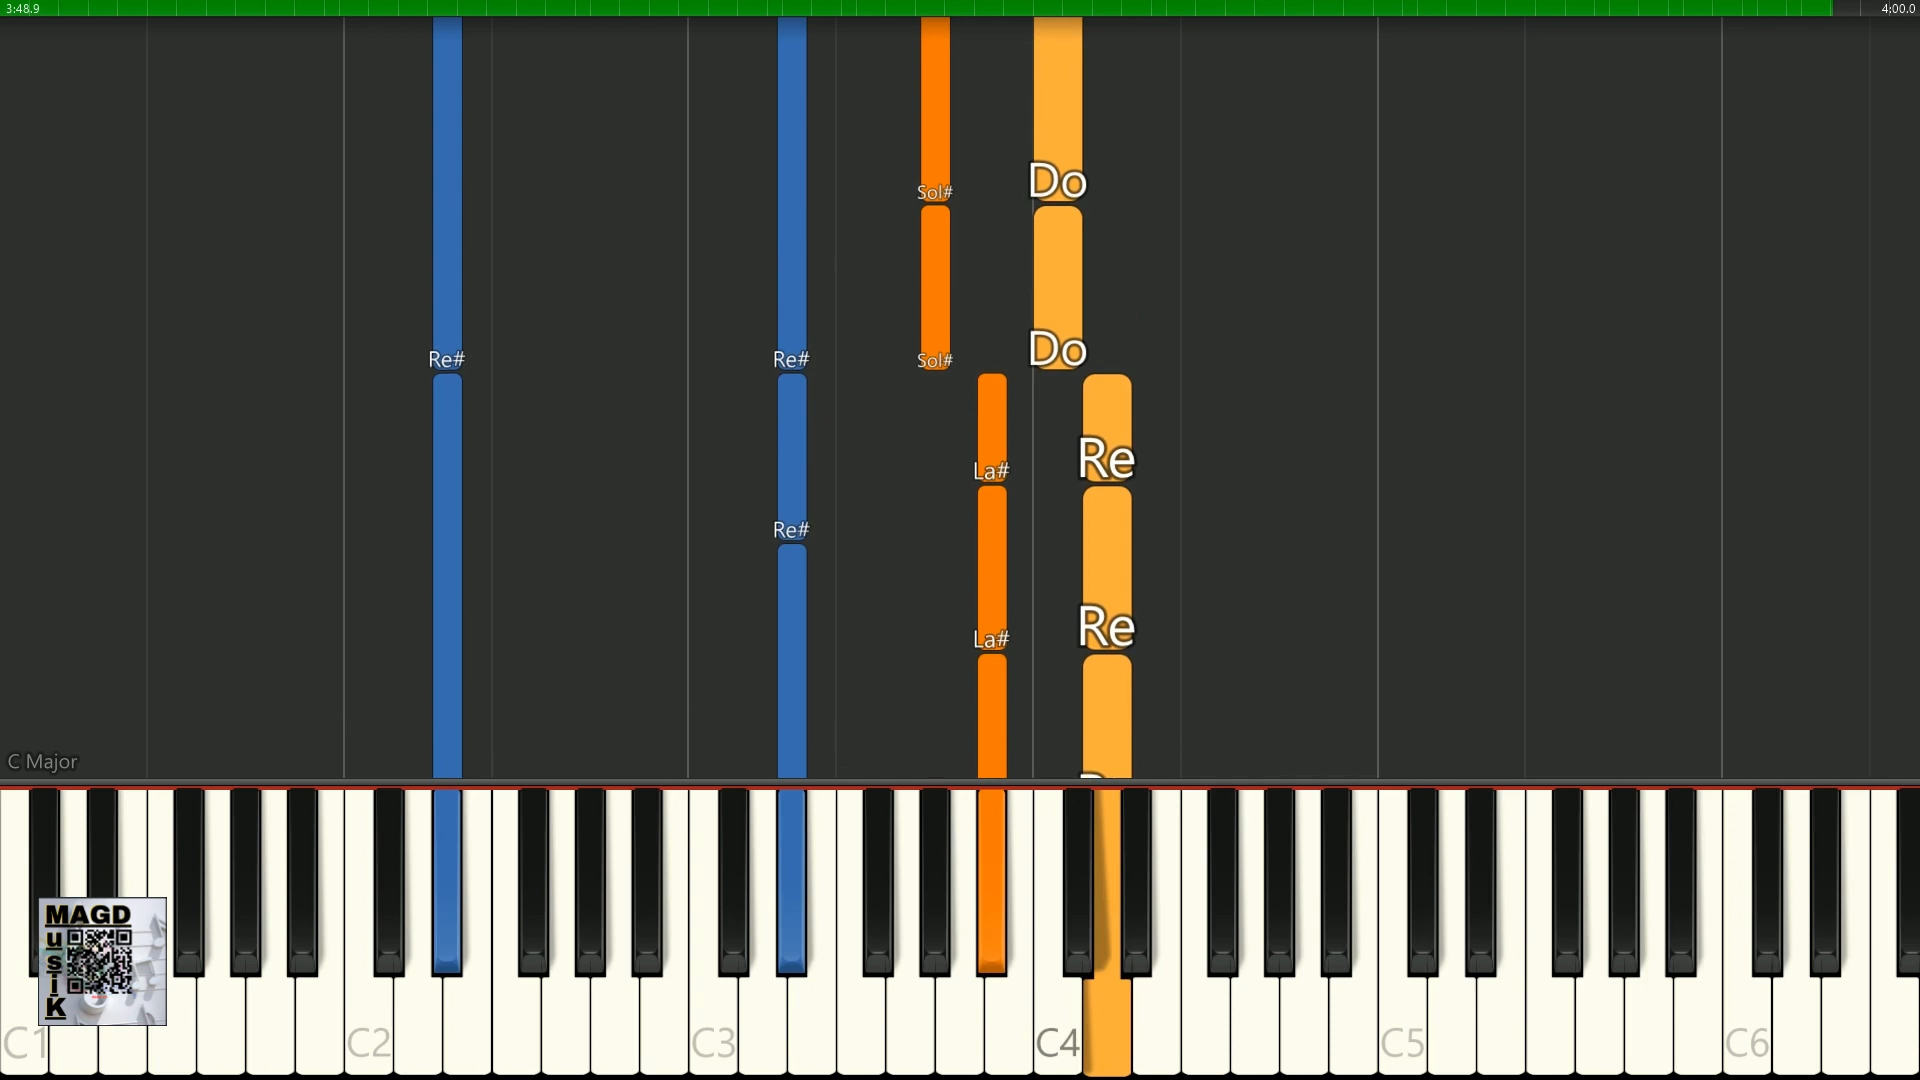 3:48.9
4:00.0
Do
Sol#
Do
Re# Re# Sol#
Re
La#
Re#
Re
La#
C Major
MAGD
usiK
C1 C2 C3 C4 C5 C6